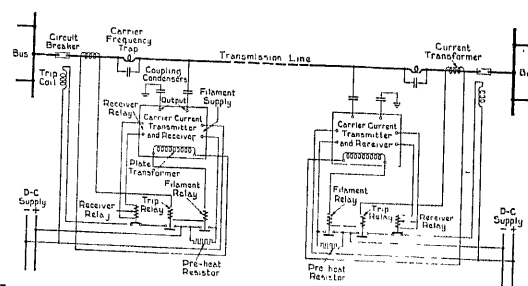 Circuit
Breaker
Carrier
Frequency
Trap
Current
Transformer
Bus
Transmission Line
Trip
Coil
Coupling
Condensers
Filament
Supply
Output
Receiver
Relay
Carrier Current
Transmitter
and Receiver
Carrier Current
Transmitter
and Receiver
Plate
Transformer
Filament
Relay
Filament
Relay
D-C
Supply
Receiver
Relay
Trip
Relay
Trip
Relay
Receiver
Relay
D-C
Supply
Pre-heat
Resistor
Pre-heat
Resistor